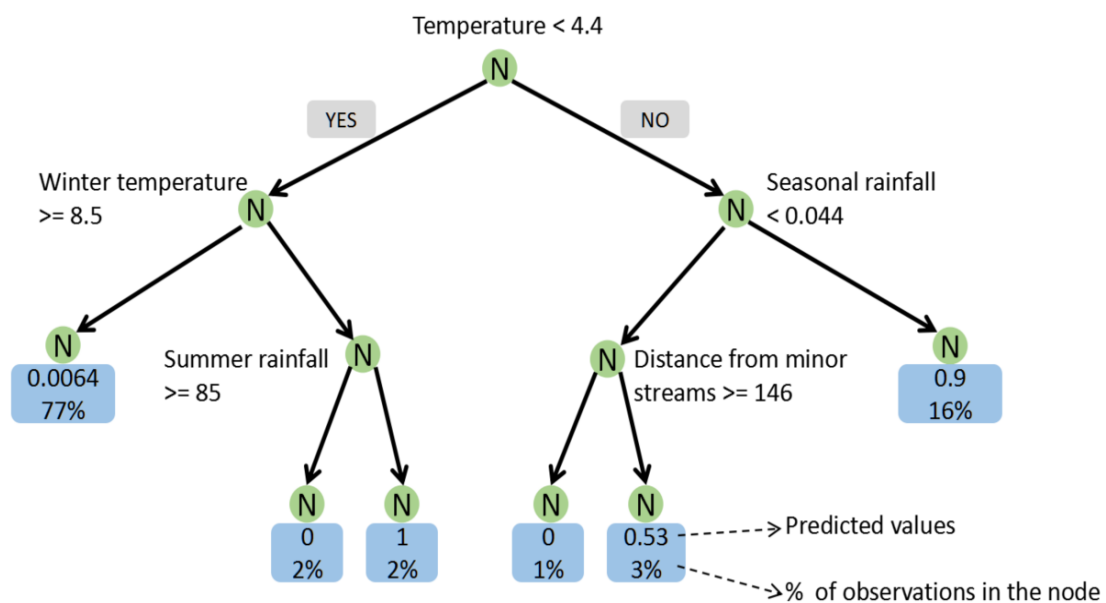 Temperature < 4.4
N
YES
NO
Winter temperature
>= 8.5
N
N
Seasonal rainfall
< 0.044
N
0.0064
77%
Summer rainfall
>= 85
N
N
Distance from minor
streams >= 146
N
0.9
16%
N
0
2%
N
1
2%
N
0
1%
N
0.53
3%
Predicted values
% of observations in the node